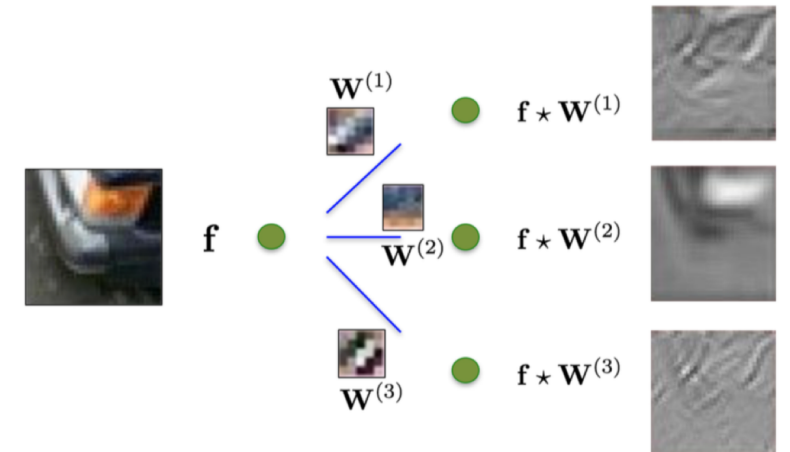 W^(1)
f ⋆ W^(1)
f
W^(2)
f ⋆ W^(2)
W^(3)
f ⋆ W^(3)